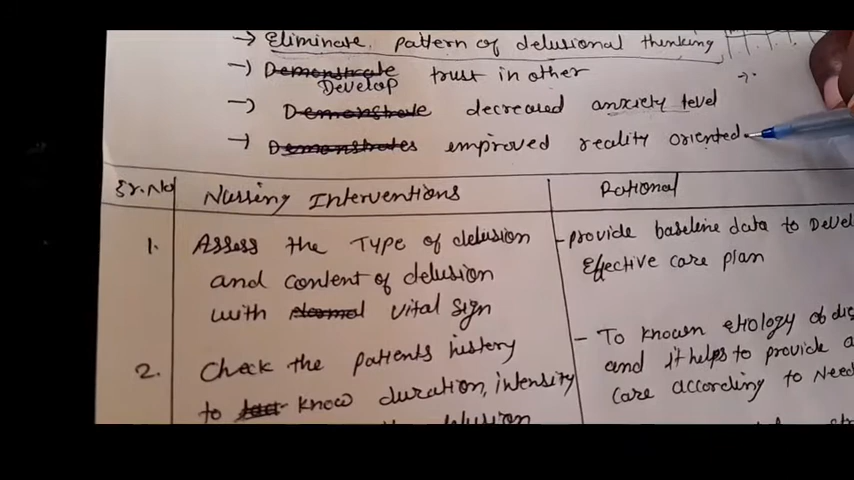 → Eliminate pattern of delusional thinking
→ Demonstrate trust in other
Develop
→ Demonstrate decreased anxiety level
→ Demonstrates improved reality oriented
Sr.No Nursing Interventions Rational
1. Assess the Type of delusion
and content of delusion
with Normal vital sign
- provide baseline data to Devel
Effective care plan
2. Check the patients history
to know duration, intensity
delusion
- To known etiology of dis
and it helps to provide a
care according to Need